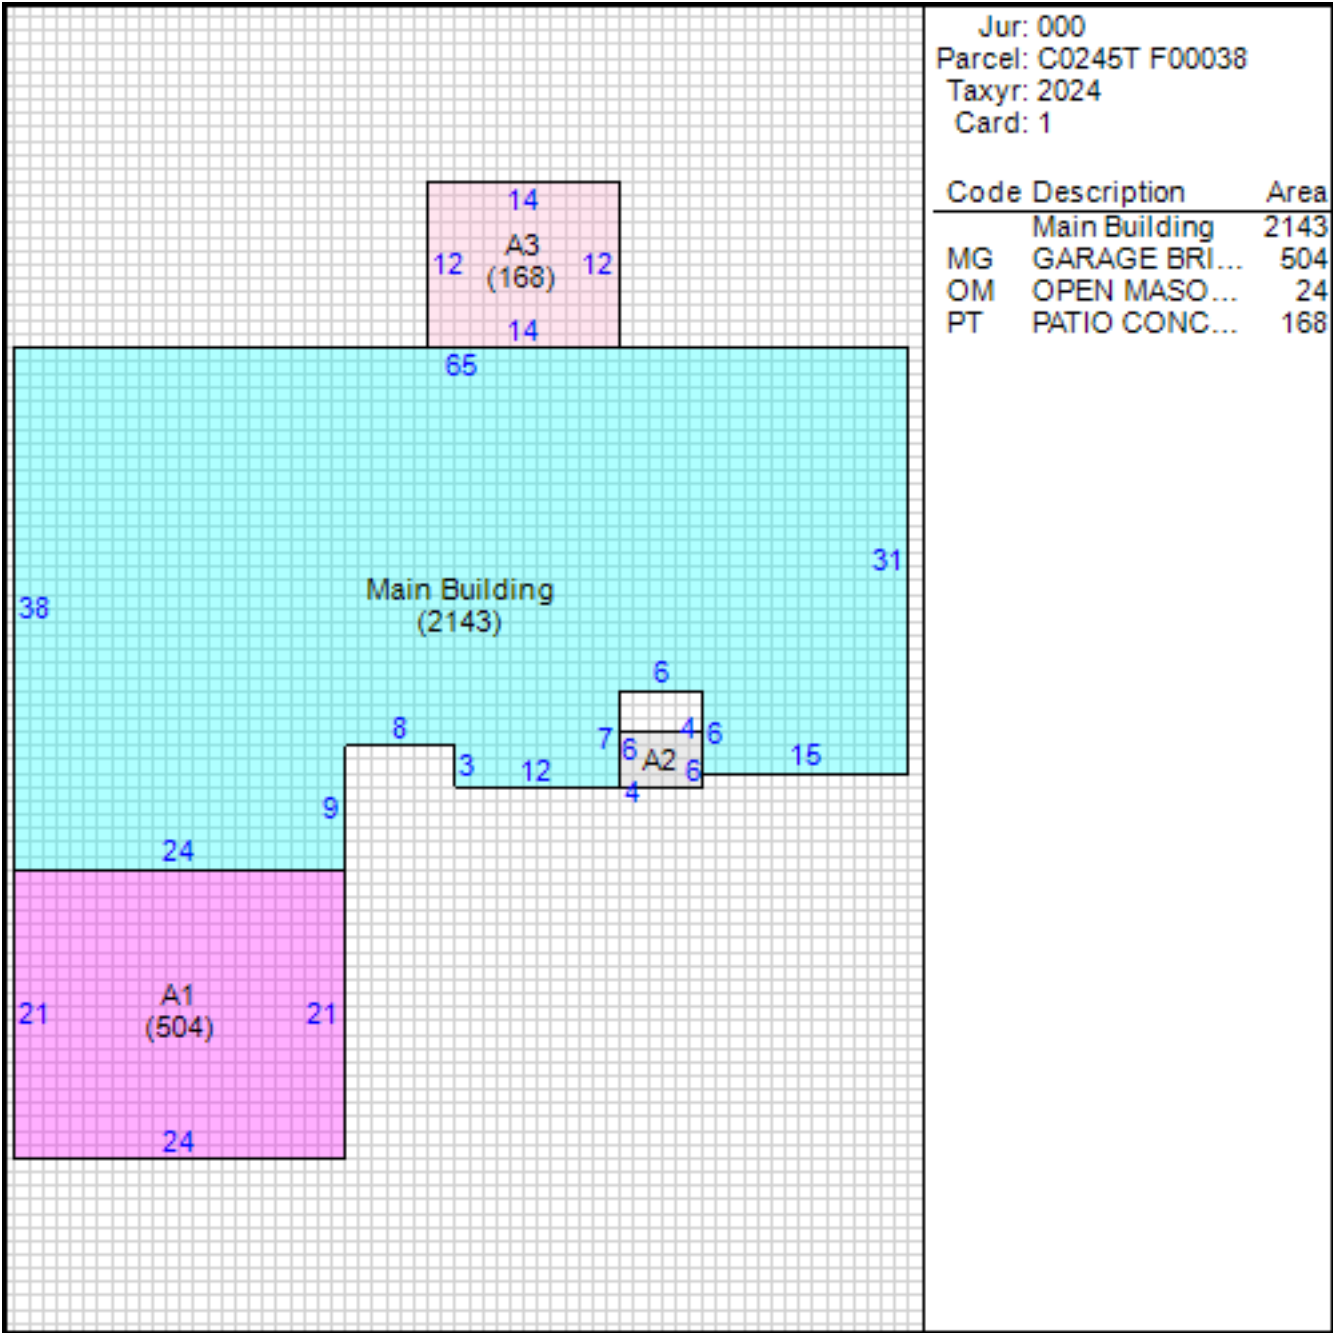 Jur: 000
Parcel: C0245T F00038
Taxyr: 2024
Card: 1
Code Description Area
Main Building 2143
MG GARAGE BRI... 504
OM OPEN MASO... 24
PT PATIO CONC... 168
14
A3
12 (168) 12
14
65
31
38
Main Building
(2143)
6
8
7 4 6
6 A2 6
3 12 15
4
9
24
A1
21 (504) 21
24